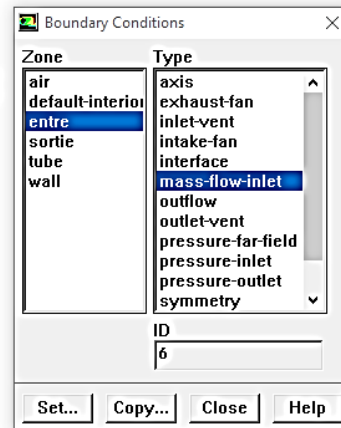 Boundary Conditions
Zone
air
default-interior
entre
sortie
tube
wall
Type
axis
exhaust-fan
inlet-vent
intake-fan
interface
mass-flow-inlet
outflow
outlet-vent
pressure-far-field
pressure-inlet
pressure-outlet
symmetry
ID
6
Set... Copy... Close Help